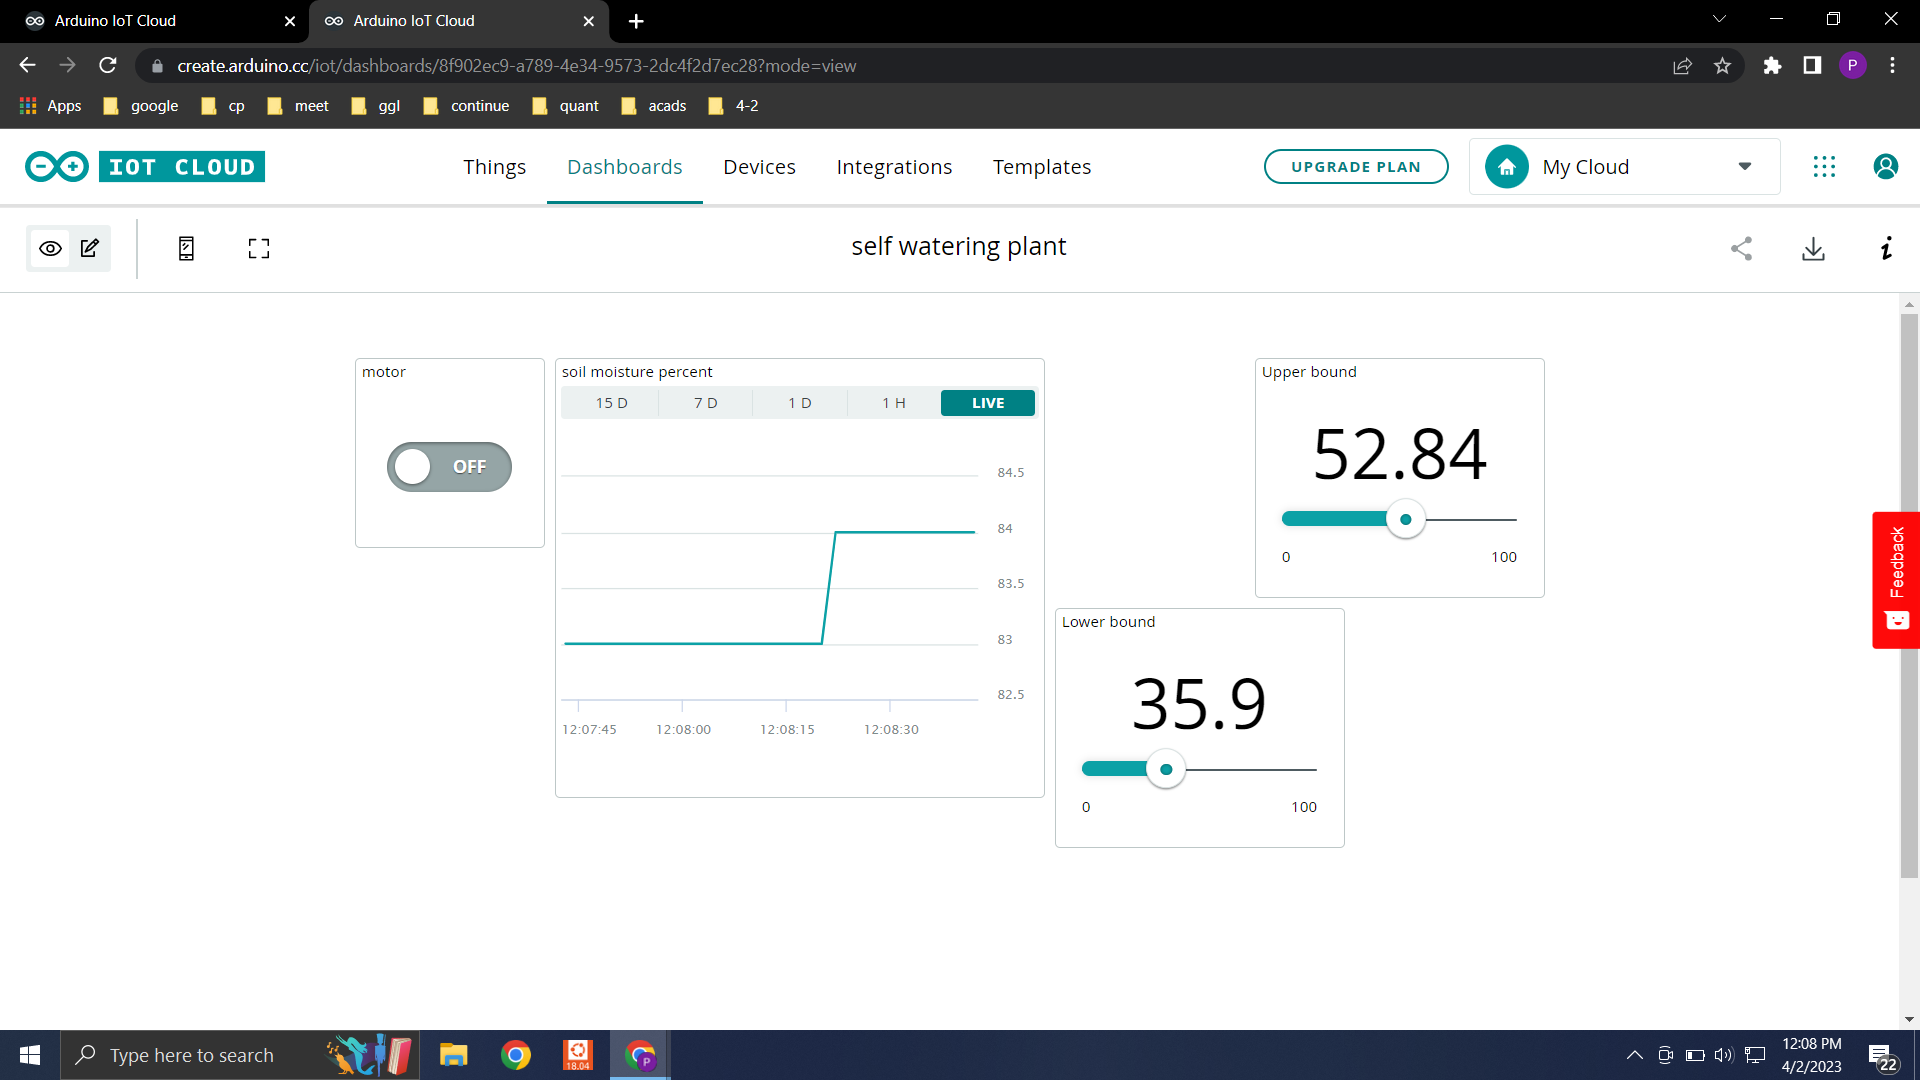 Arduino IoT Cloud
Arduino IoT Cloud
create.arduino.cc/iot/dashboards/8f902ec9-a789-4e34-9573-2dc4f2d7ec28?mode=view
P
Apps google cp meet ggl continue quant acads 4-2
IOT CLOUD
Things Dashboards Devices Integrations Templates
UPGRADE PLAN
My Cloud
self watering plant
motor
OFF
soil moisture percent
15 D 7 D 1 D 1 H LIVE
84.5
84
83.5
83
82.5
12:07:45 12:08:00 12:08:15 12:08:30
Upper bound
52.84
0 100
Lower bound
35.9
0 100
Feedback
Type here to search
18.04
P
12:08 PM
4/2/2023
22